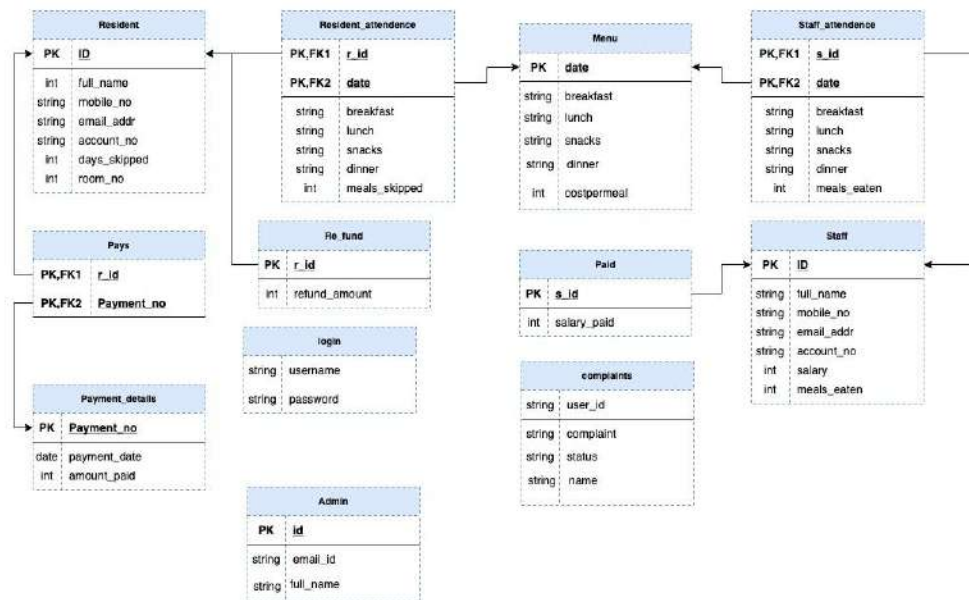 Resident
PK ID
int full_name
string mobile_no
string email_addr
string account_no
int days_skipped
int room_no
Resident_attendence
PK,FK1 r_id
PK,FK2 date
string breakfast
string lunch
string snacks
string dinner
int meals_skipped
Menu
PK date
string breakfast
string lunch
string snacks
string dinner
int costpermeal
Staff_attendence
PK,FK1 s_id
PK,FK2 date
string breakfast
string lunch
string snacks
string dinner
int meals_eaten
Pays
PK,FK1 r_id
PK,FK2 Payment_no
Re_fund
PK r_id
int refund_amount
Paid
PK s_id
int salary_paid
Staff
PK ID
string full_name
string mobile_no
string email_addr
string account_no
int salary
int meals_eaten
login
string username
string password
complaints
string user_id
string complaint
string status
string name
Payment_details
PK Payment_no
date payment_date
int amount_paid
Admin
PK id
string email_id
string full_name